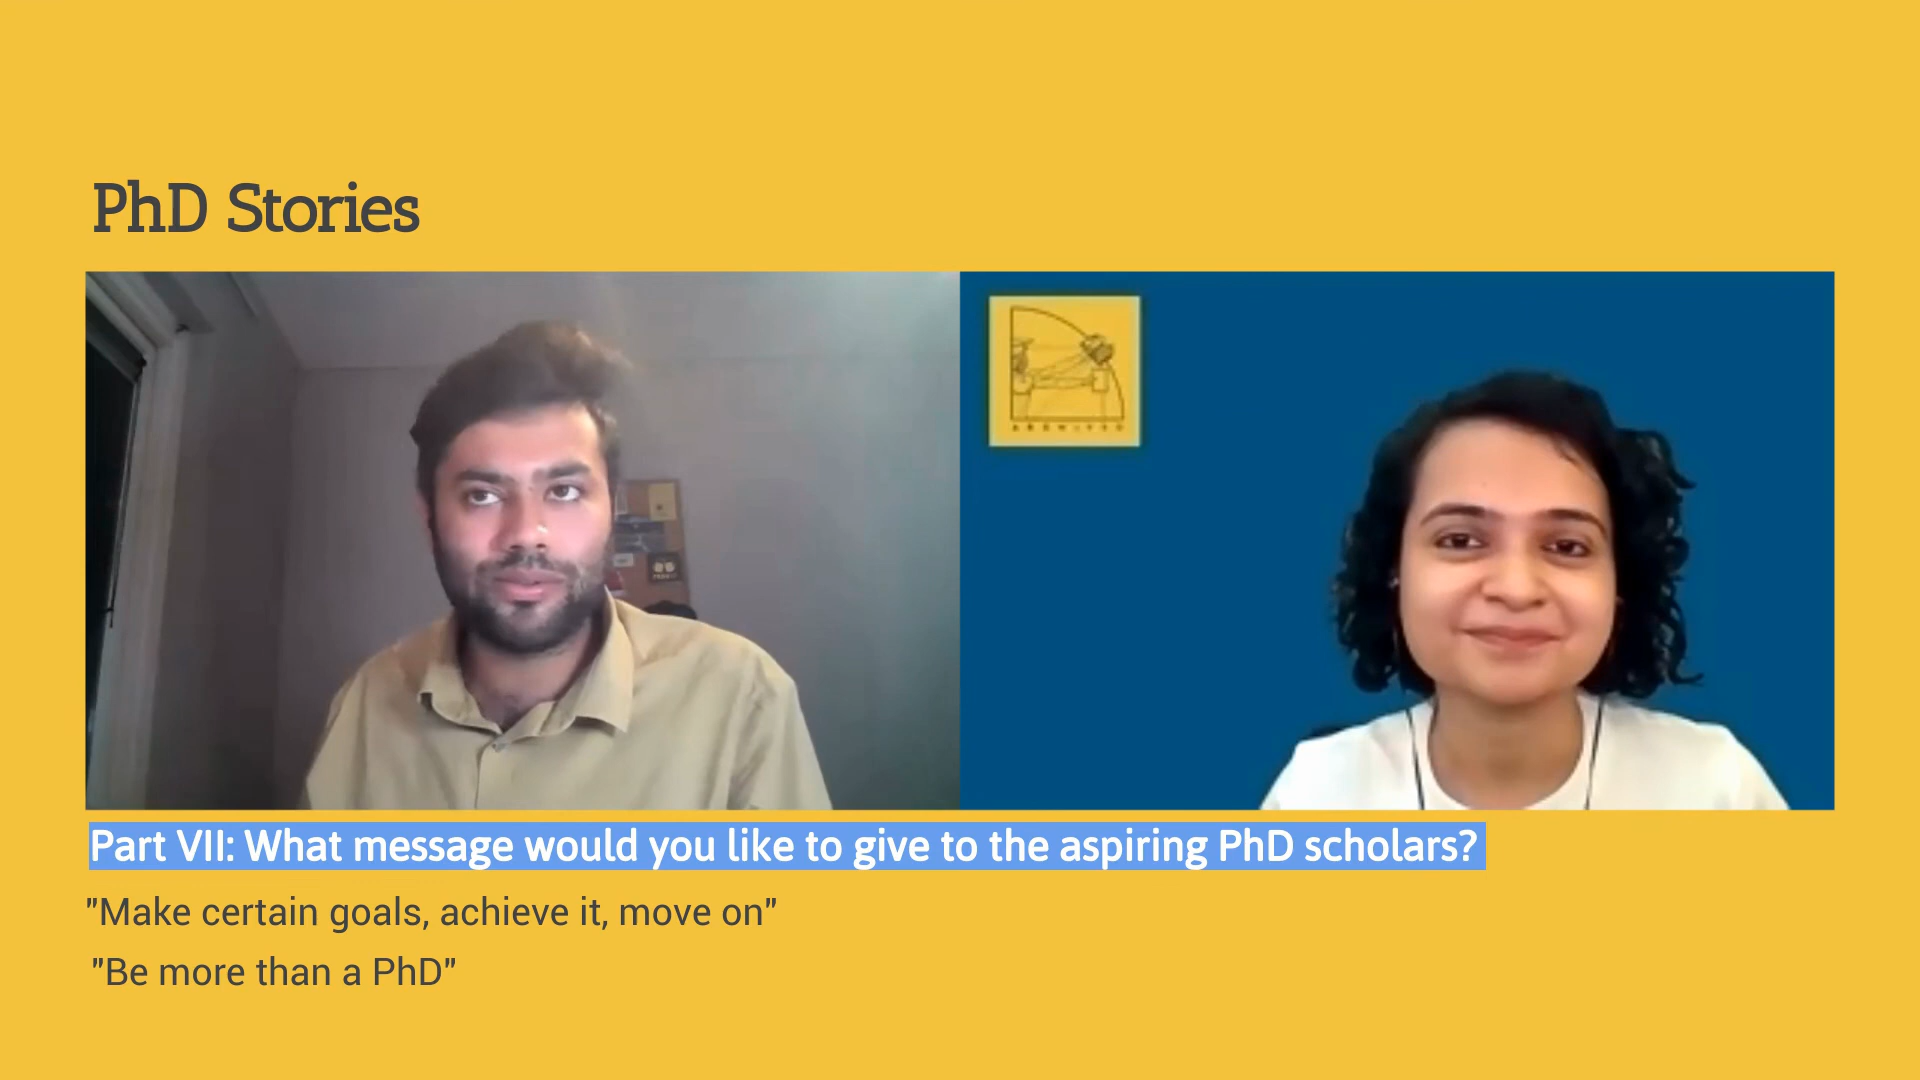 PhD Stories
Part VII: What message would you like to give to the aspiring PhD scholars?
"Make certain goals, achieve it, move on"
"Be more than a PhD"